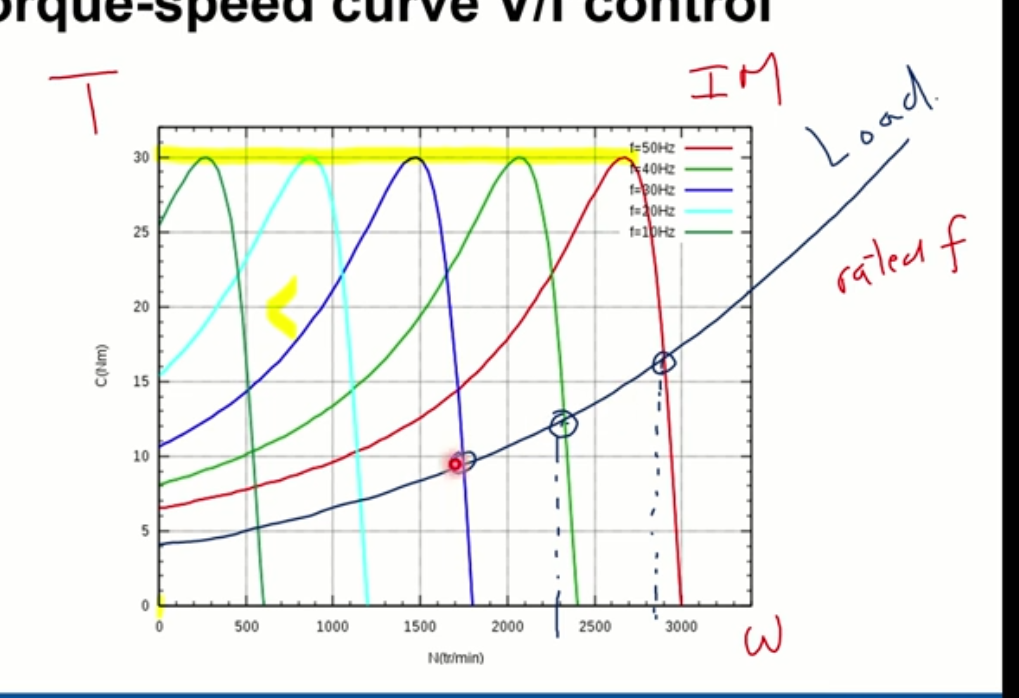 orque-speed curve V/f control
T
IM
Load.
rated f
f=50Hz
f=40Hz
f=30Hz
f=20Hz
f=10Hz
30
25
20
15
10
5
0
C(Nm)
0 500 1000 1500 2000 2500 3000
N(tr/min)
ω